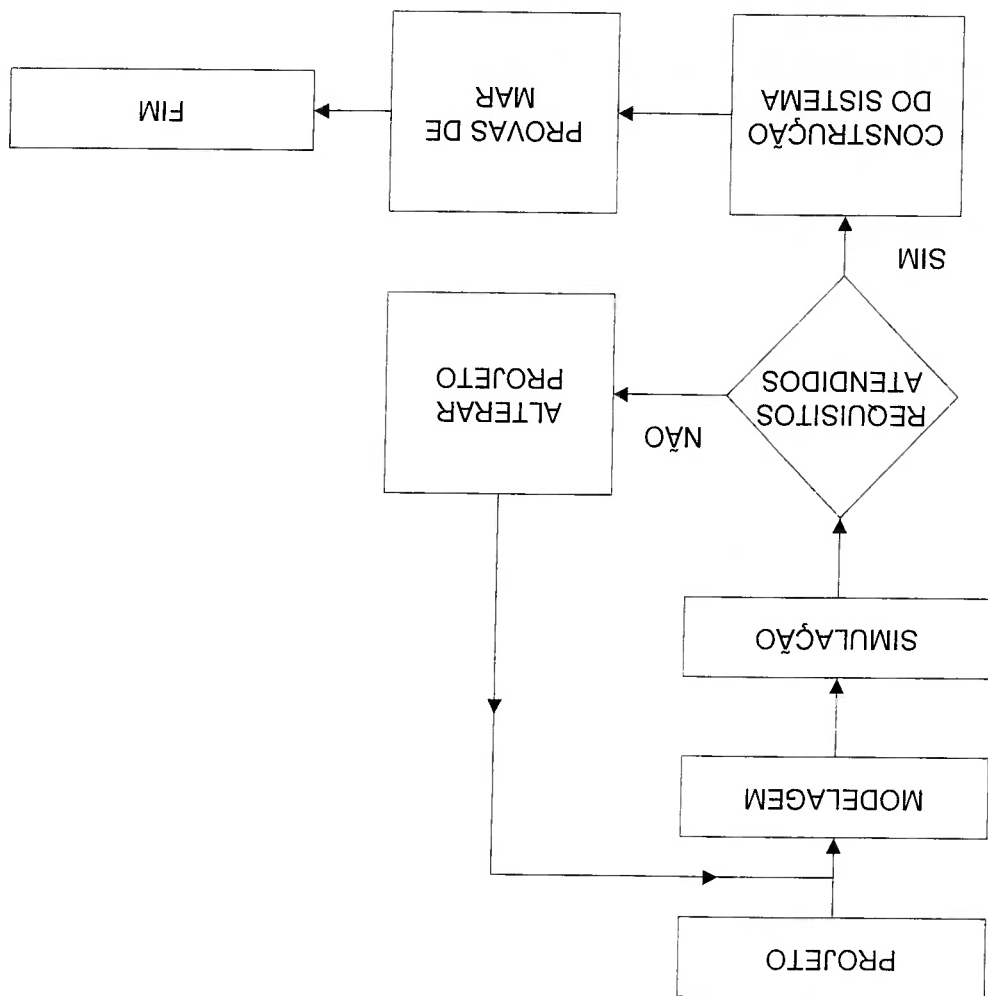 PROJETO
MODELAGEM
SIMULAÇÃO
REQUISITOS
ATENDIDOS
NÃO
ALTERAR
PROJETO
SIM
CONSTRUÇÃO
DO SISTEMA
PROVAS DE
MAR
FIM